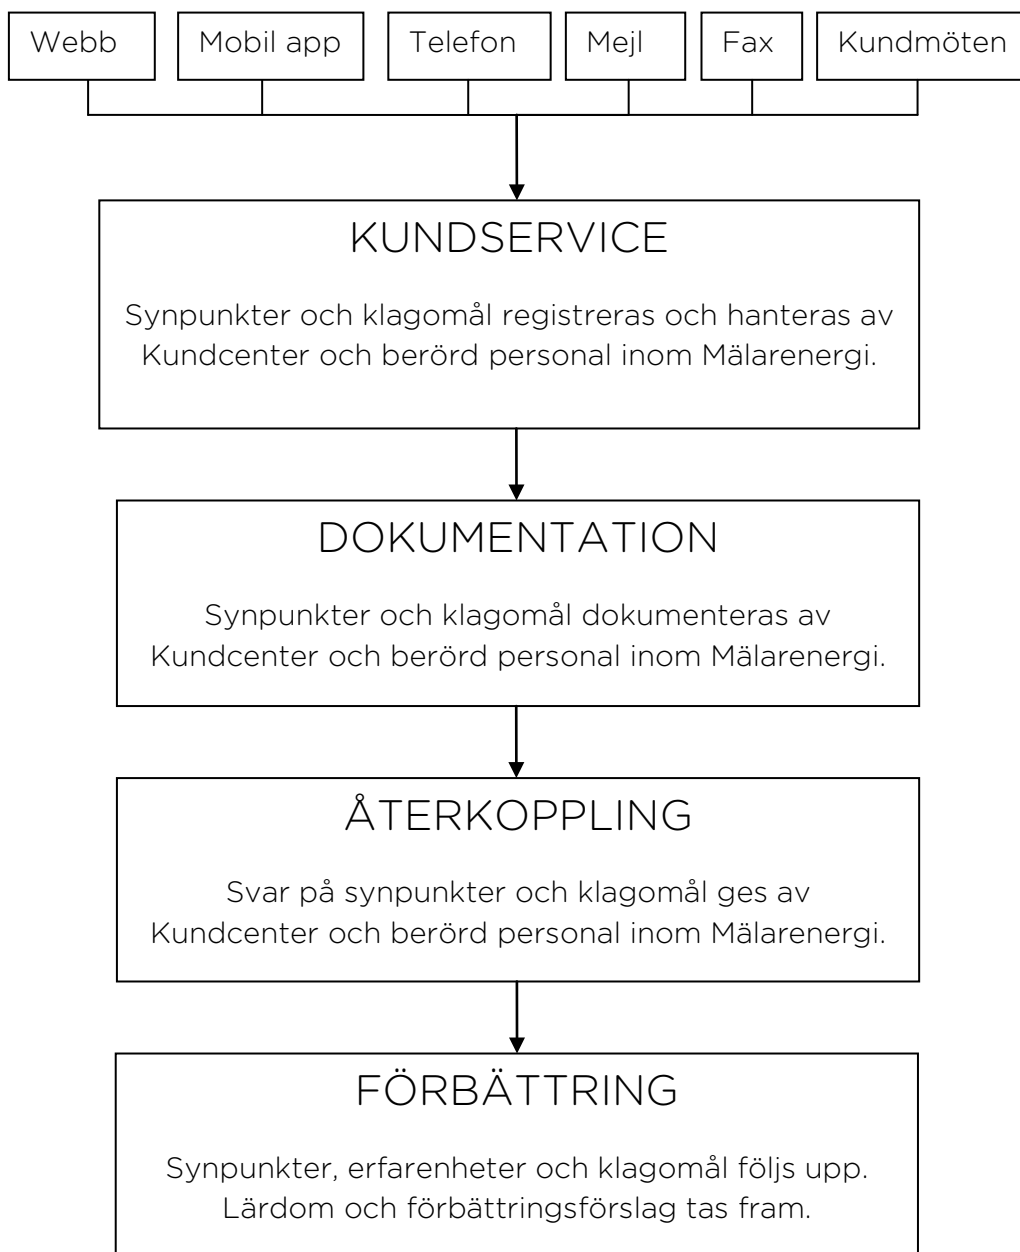 Webb
Mobil app
Telefon
Mejl
Fax
Kundmöten
KUNDSERVICE
Synpunkter och klagomål registreras och hanteras av
Kundcenter och berörd personal inom Mälarenergi.
DOKUMENTATION
Synpunkter och klagomål dokumenteras av
Kundcenter och berörd personal inom Mälarenergi.
ÅTERKOPPLING
Svar på synpunkter och klagomål ges av
Kundcenter och berörd personal inom Mälarenergi.
FÖRBÄTTRING
Synpunkter, erfarenheter och klagomål följs upp.
Lärdom och förbättringsförslag tas fram.